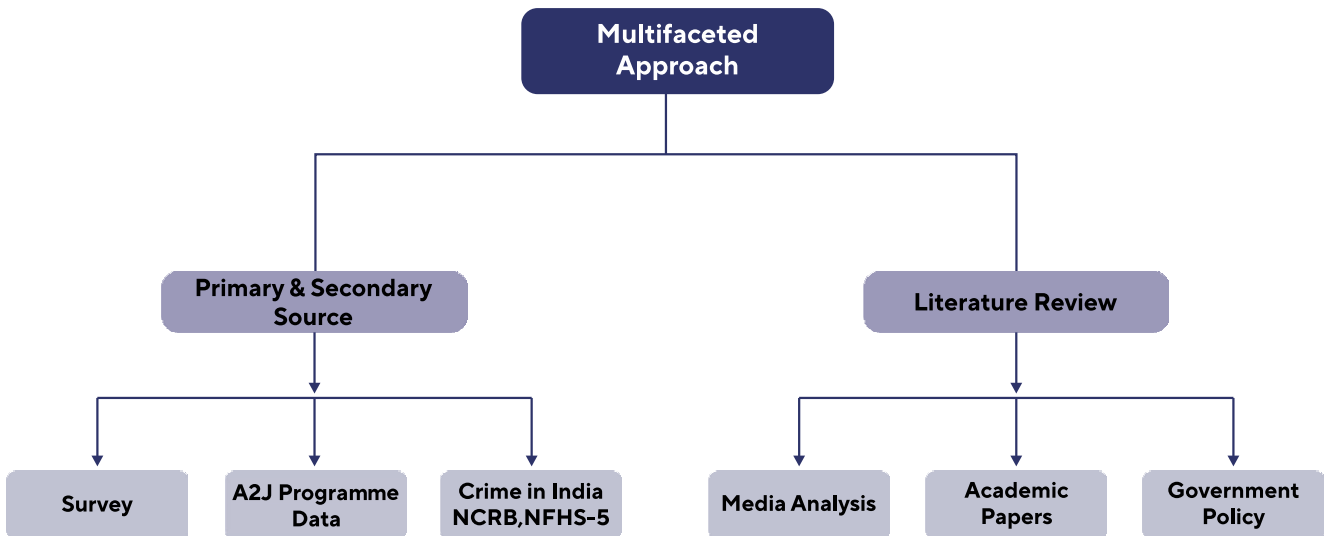 Multifaceted
Approach
Primary & Secondary
Source
Literature Review
Survey
A2J Programme
Data
Crime in India
NCRB,NFHS-5
Media Analysis
Academic
Papers
Government
Policy